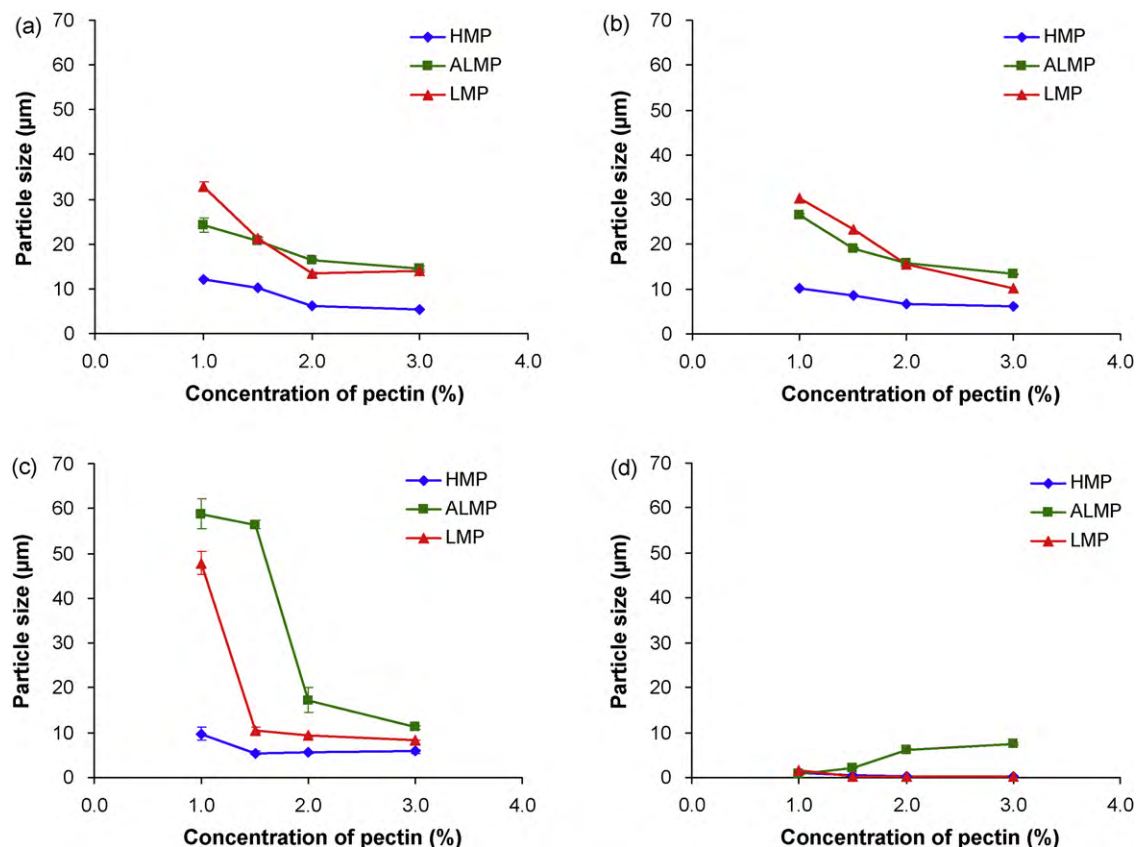 (a)
70
60
50
40
30
20
10
0
Particle size (µm)
HMP
ALMP
LMP
0.0 1.0 2.0 3.0 4.0
Concentration of pectin (%)
(b)
70
60
50
40
30
20
10
0
Particle size (µm)
HMP
ALMP
LMP
0.0 1.0 2.0 3.0 4.0
Concentration of pectin (%)
(c)
70
60
50
40
30
20
10
0
Particle size (µm)
HMP
ALMP
LMP
0.0 1.0 2.0 3.0 4.0
Concentration of pectin (%)
(d)
70
60
50
40
30
20
10
0
Particle size (µm)
HMP
ALMP
LMP
0.0 1.0 2.0 3.0 4.0
Concentration of pectin (%)